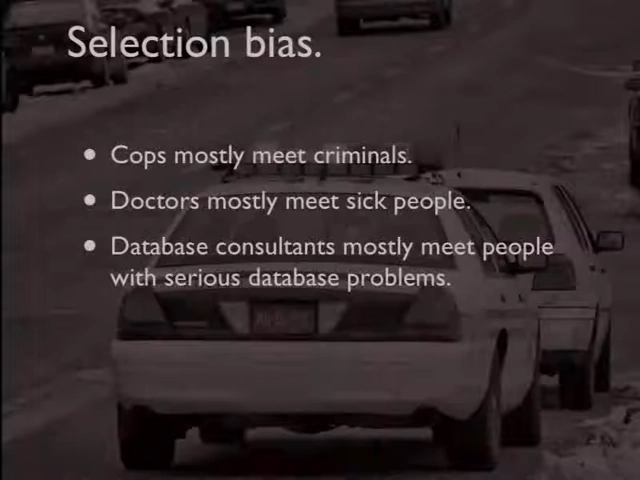 Selection bias.
• Cops mostly meet criminals.
• Doctors mostly meet sick people.
• Database consultants mostly meet people
with serious database problems.